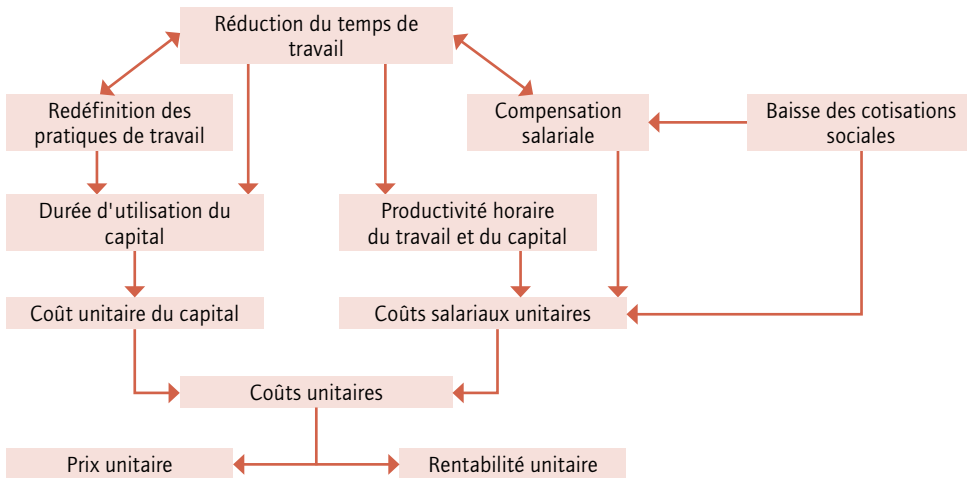 Réduction du temps de
travail
Redéfinition des
pratiques de travail
Compensation
salariale
Baisse des cotisations
sociales
Durée d'utilisation du
capital
Productivité horaire
du travail et du capital
Coût unitaire du capital
Coûts salariaux unitaires
Coûts unitaires
Prix unitaire
Rentabilité unitaire